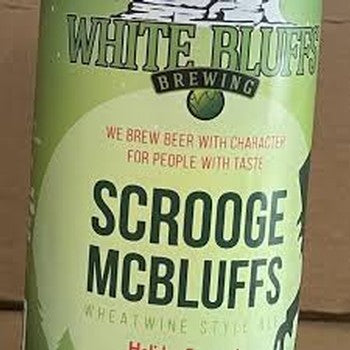 WHITE BLUFFS
BREWING
WE BREW BEER WITH CHARACTER
FOR PEOPLE WITH TASTE
SCROOGE
MCBLUFFS
WHEATWINE STYLE ALE